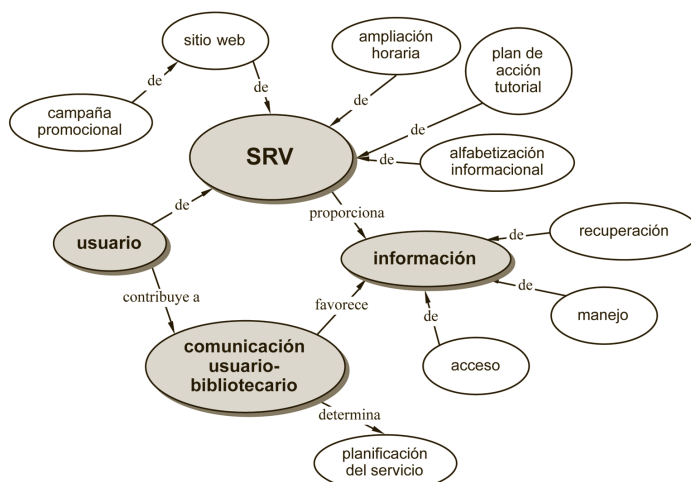 sitio web
ampliación
horaria
plan de
acción
tutorial
de
de
de
de
campaña
promocional
SRV
de
alfabetización
informacional
de
proporciona
usuario
recuperación
de
información
contribuye a
favorece
de
de
manejo
comunicación
usuario-
bibliotecario
acceso
determina
planificación
del servicio